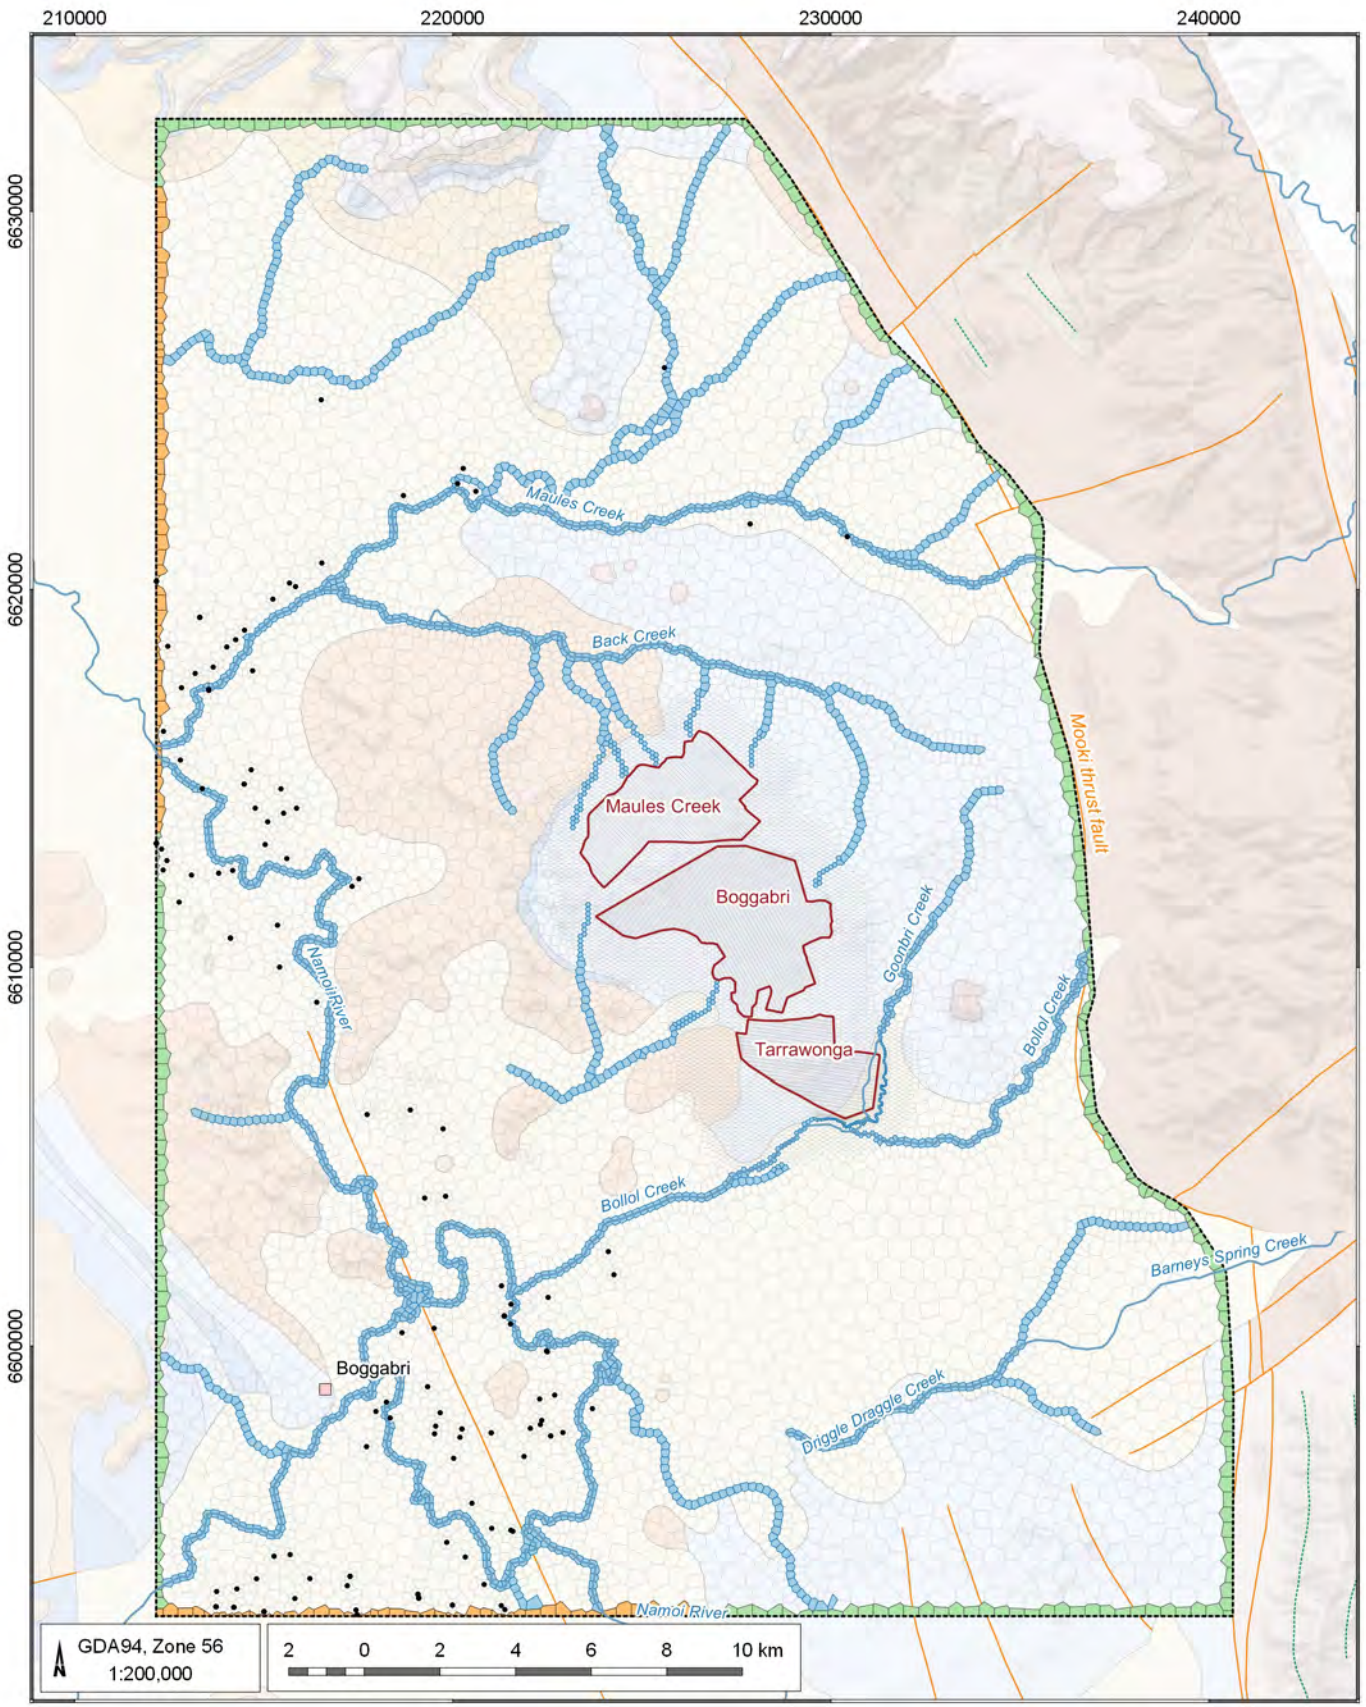 210000
220000
230000
240000
6630000
6620000
6610000
6600000
Maules Creek
Back Creek
Maules Creek
Boggabri
Tarrawonga
Goonbri Creek
Bollol Creek
Mooki thrust fault
Namoi River
Bollol Creek
Barneys Spring Creek
Boggabri
Driggle Draggle Creek
Namoi River
GDA94, Zone 56
1:200,000
2 0 2 4 6 8 10 km